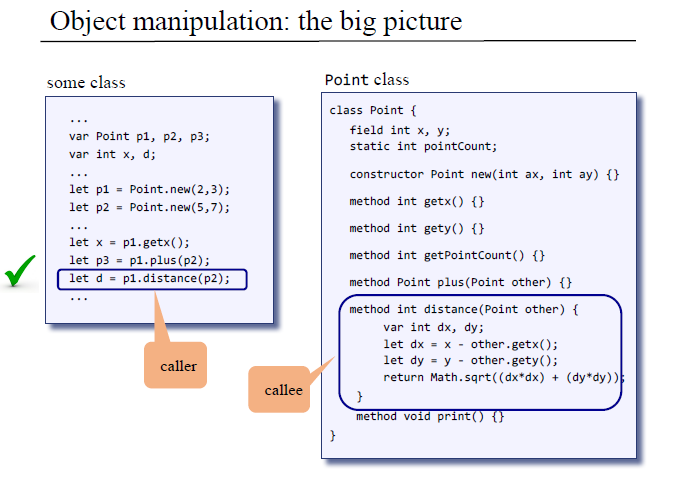 Object manipulation: the big picture
some class
...
var Point p1, p2, p3;
var int x, d;
...
let p1 = Point.new(2,3);
let p2 = Point.new(5,7);
...
let x = p1.getx();
let p3 = p1.plus(p2);
let d = p1.distance(p2);
...
caller
Point class
class Point {
field int x, y;
static int pointCount;
constructor Point new(int ax, int ay) {}
method int getx() {}
method int gety() {}
method int getPointCount() {}
method Point plus(Point other) {}
method int distance(Point other) {
var int dx, dy;
let dx = x - other.getx();
let dy = y - other.gety();
return Math.sqrt((dx*dx) + (dy*dy));
}
method void print() {}
}
callee